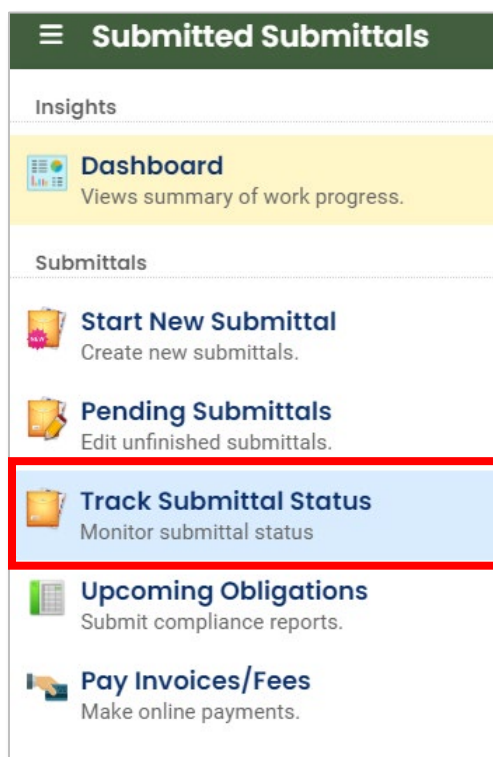 Submitted Submittals
Insights
Dashboard
Views summary of work progress.
Submittals
NEW
Start New Submittal
Create new submittals.
Pending Submittals
Edit unfinished submittals.
Track Submittal Status
Monitor submittal status
Upcoming Obligations
Submit compliance reports.
Pay Invoices/Fees
Make online payments.